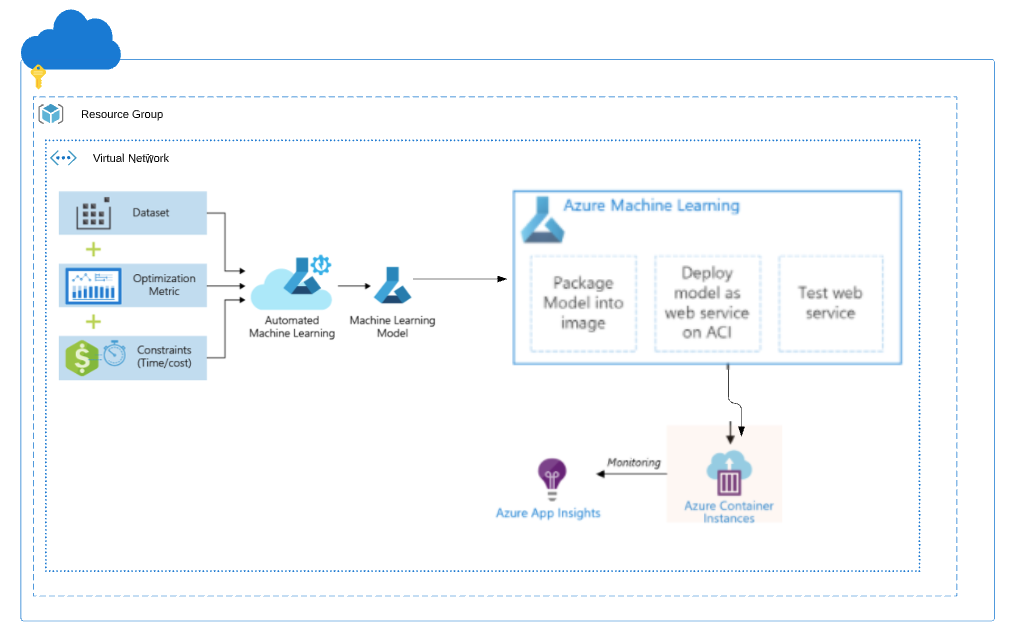 Resource Group
Virtual Network
Dataset
Optimization
Metric
Constraints
(Time/cost)
Automated
Machine Learning
Machine Learning
Model
Azure Machine Learning
Package
Model into
image
Deploy
model as
web service
on ACI
Test web
service
Monitoring
Azure App Insights
Azure Container
Instances